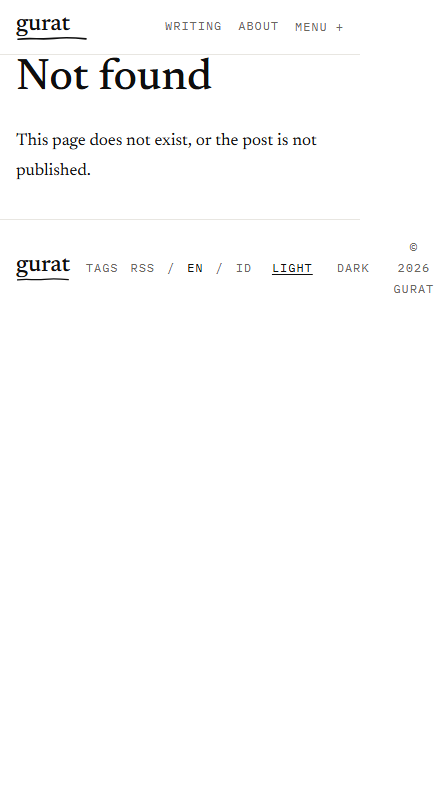 gurat WRITING ABOUT MENU +
Not found
This page does not exist, or the post is not
published.
gurat TAGS RSS / EN / ID LIGHT DARK
©
2026
GURAT